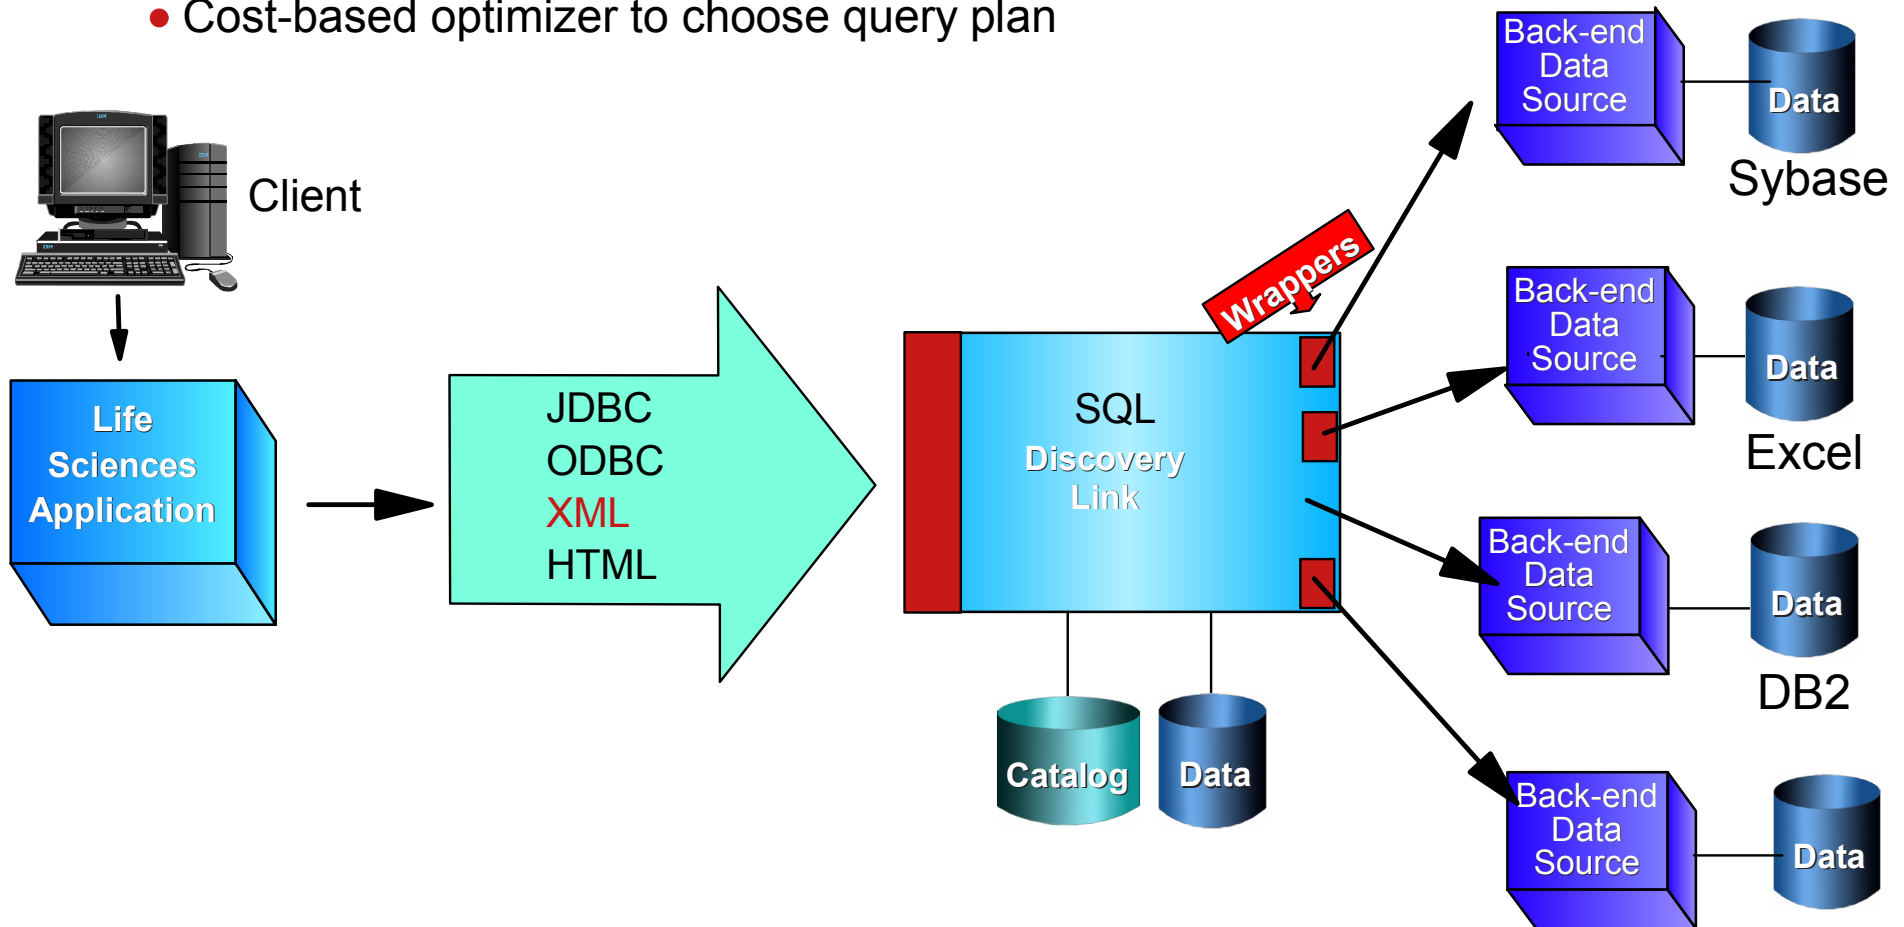 • Cost-based optimizer to choose query plan
Client
Life
Sciences
Application
JDBC
ODBC
XML
HTML
Wrappers
SQL
Discovery
Link
Catalog
Data
Back-end
Data
Source
Data
Sybase
Back-end
Data
Source
Data
Excel
Back-end
Data
Source
Data
DB2
Back-end
Data
Source
Data